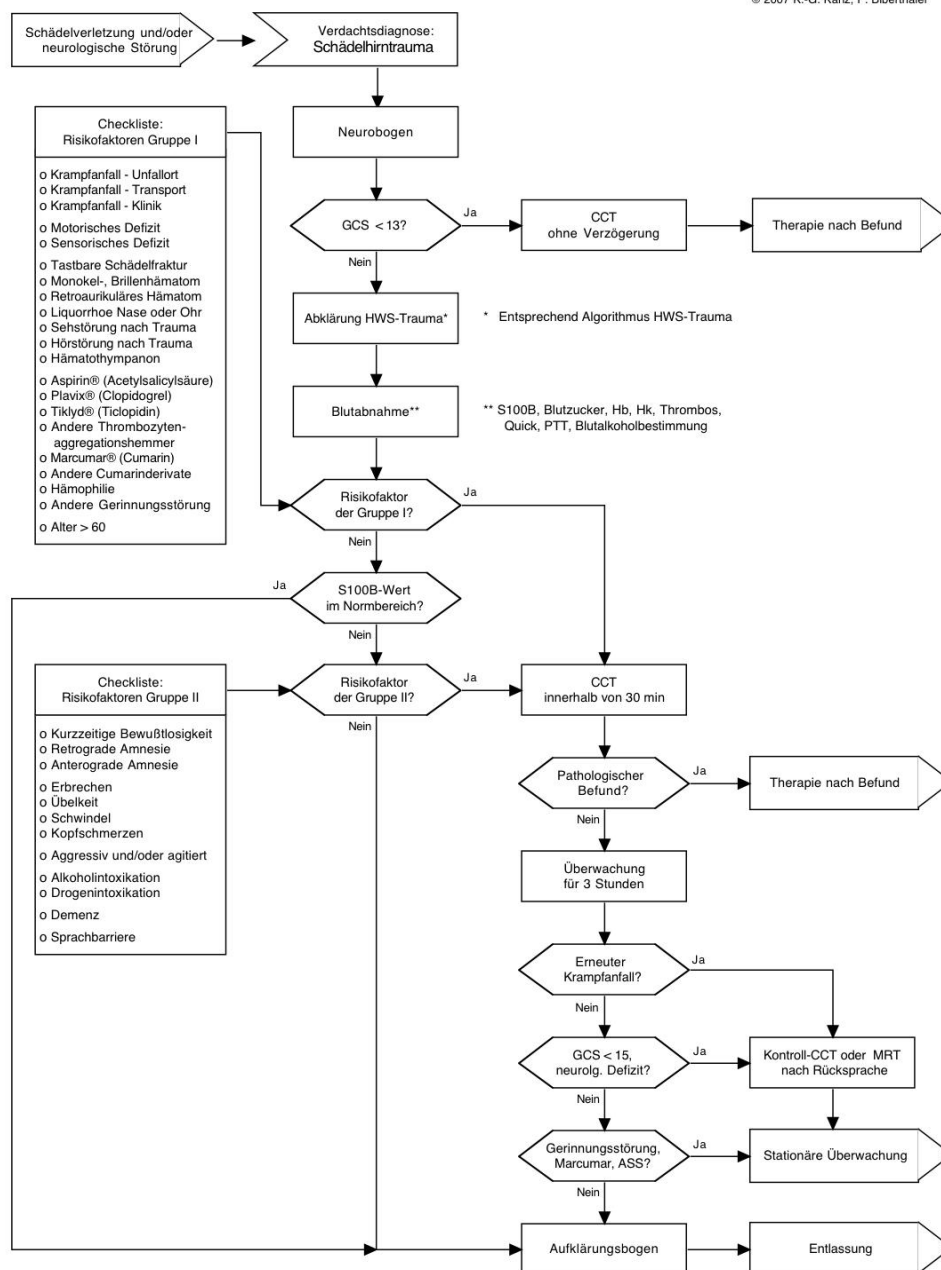 © 2007 K.-G. Kanz, P. Biberthaler
Schädelverletzung und/oder
neurologische Störung
Verdachtsdiagnose:
Schädelhirntrauma
Checkliste:
Risikofaktoren Gruppe I
o Krampfanfall - Unfallort
o Krampfanfall - Transport
o Krampfanfall - Klinik
o Motorisches Defizit
o Sensorisches Defizit
o Tastbare Schädelfraktur
o Monokel-, Brillenhämatom
o Retroaurikuläres Hämatom
o Liquorrhoe Nase oder Ohr
o Sehstörung nach Trauma
o Hörstörung nach Trauma
o Hämatothympanon
o Aspirin® (Acetylsalicylsäure)
o Plavix® (Clopidogrel)
o Tiklyd® (Ticlopidin)
o Andere Thrombozyten-
aggregationshemmer
o Marcumar® (Cumarin)
o Andere Cumarinderivate
o Hämophilie
o Andere Gerinnungsstörung
o Alter > 60
Neurobogen
GCS < 13?
Ja
CCT
ohne Verzögerung
Therapie nach Befund
Nein
Abklärung HWS-Trauma*
* Entsprechend Algorithmus HWS-Trauma
Blutabnahme**
** S100B, Blutzucker, Hb, Hk, Thrombos,
Quick, PTT, Blutalkoholbestimmung
Risikofaktor
der Gruppe I?
Ja
Nein
Ja
S100B-Wert
im Normbereich?
Nein
Checkliste:
Risikofaktoren Gruppe II
o Kurzzeitige Bewußtlosigkeit
o Retrograde Amnesie
o Anterograde Amnesie
o Erbrechen
o Übelkeit
o Schwindel
o Kopfschmerzen
o Aggressiv und/oder agitiert
o Alkoholintoxikation
o Drogenintoxikation
o Demenz
o Sprachbarriere
Risikofaktor
der Gruppe II?
Ja
Nein
CCT
innerhalb von 30 min
Pathologischer
Befund?
Ja
Therapie nach Befund
Nein
Überwachung
für 3 Stunden
Erneuter
Krampfanfall?
Ja
Nein
GCS < 15,
neurolg. Defizit?
Ja
Kontroll-CCT oder MRT
nach Rücksprache
Nein
Gerinnungsstörung,
Marcumar, ASS?
Ja
Stationäre Überwachung
Nein
Aufklärungsbogen
Entlassung